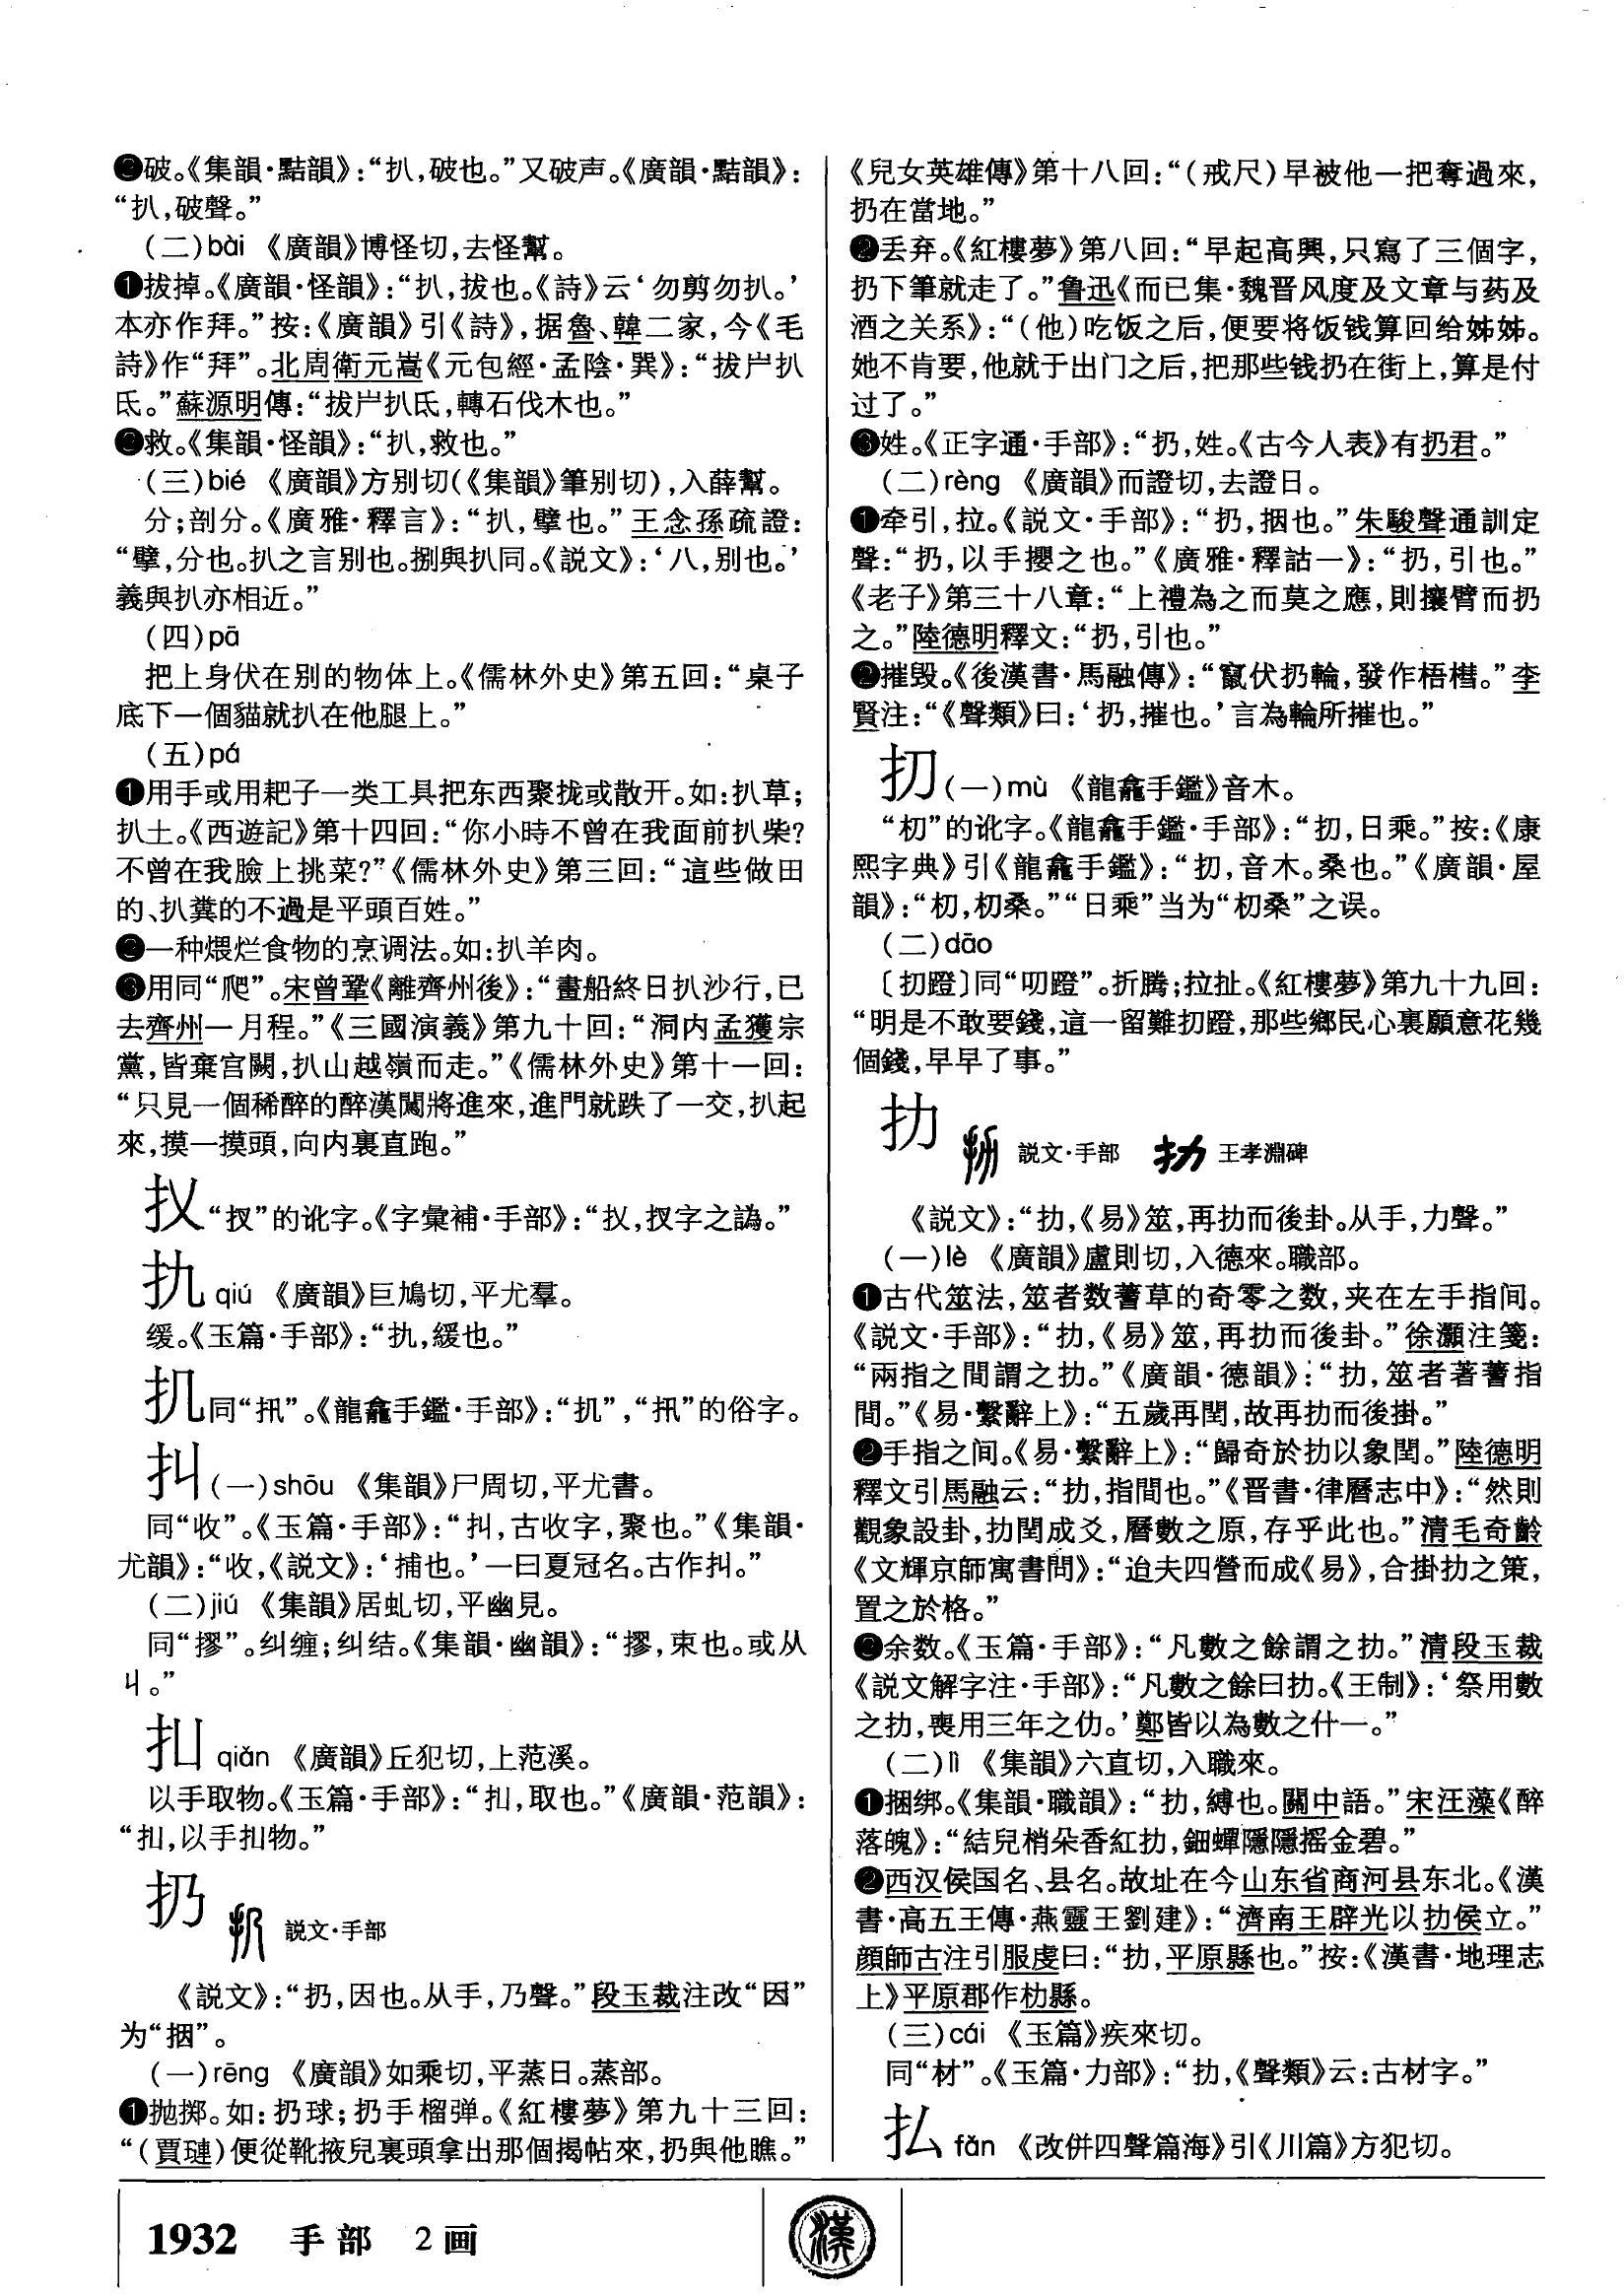 ❸破。《集韻·黠韻》：“扒，破也。”又破声。《廣韻·黠韻》：
“扒，破聲。”
（二）bài 《廣韻》博怪切，去怪幫。
❶拔掉。《廣韻·怪韻》：“扒，拔也。《詩》云‘勿剪勿扒。’
本亦作拜。”按：《廣韻》引《詩》，据魯、韓二家，今《毛
詩》作“拜”。北周衛元嵩《元包經·孟陰·巽》：“拔屵扒
氐。”蘇源明傳：“拔屵扒氐，轉石伐木也。”
❷救。《集韻·怪韻》：“扒，救也。”
（三）bié 《廣韻》方别切（《集韻》筆别切），入薛幫。
分；剖分。《廣雅·釋言》：“扒，擘也。”王念孫疏證：
“擘，分也。扒之言别也。捌與扒同。《説文》：‘八，别也。’
義與扒亦相近。”
（四）pā
把上身伏在别的物体上。《儒林外史》第五回：“桌子
底下一個貓就扒在他腿上。”
（五）pá
❶用手或用耙子一类工具把东西聚拢或散开。如：扒草；
扒土。《西遊記》第十四回：“你小時不曾在我面前扒柴？
不曾在我臉上挑菜？”《儒林外史》第三回：“這些做田
的、扒糞的不過是平頭百姓。”
❷一种煨烂食物的烹调法。如：扒羊肉。
❸用同“爬”。宋曾鞏《離齊州後》：“畫船終日扒沙行，已
去齊州一月程。”《三國演義》第九十回：“洞内孟獲宗
黨，皆棄宫闕，扒山越嶺而走。”《儒林外史》第十一回：
“只見一個稀醉的醉漢闖將進來，進門就跌了一交，扒起
來，摸一摸頭，向内裏直跑。”
扙“扠”的讹字。《字彙補·手部》：“㧅，扠字之譌。”
扏 qiú 《廣韻》巨鳩切，平尤羣。
缓。《玉篇·手部》：“扏，緩也。”
扤同“扟”。《龍龕手鑑·手部》：“扟”，“扟”的俗字。
抖（一）shōu 《集韻》尸周切，平尤書。
同“收”。《玉篇·手部》：“扚，古收字，聚也。”《集韻·
尤韻》：“收，《説文》：‘捕也。’一曰夏冠名。古作㧃。”
（二）jiú 《集韻》居虬切，平幽見。
同“摎”。纠缠；纠结。《集韻·幽韻》：“摎，束也。或从
丩。”
㧄 qiǎn 《廣韻》丘犯切，上范溪。
以手取物。《玉篇·手部》：“㧄，取也。”《廣韻·范韻》：
“㧄，以手㧄物。”
扔 説文·手部
《説文》：“扔，因也。从手，乃聲。”段玉裁注改“因”
为“捆”。
（一）rēng 《廣韻》如乘切，平蒸日。蒸部。
❶抛掷。如：扔球；扔手榴弹。《紅樓夢》第九十三回：
“（賈璉）便從靴掖兒裏頭拿出那個揭帖來，扔與他瞧。”
《兒女英雄傳》第十八回：“（戒尺）早被他一把奪過來，
扔在當地。”
❷丢弃。《紅樓夢》第八回：“早起高興，只寫了三個字，
扔下筆就走了。”鲁迅《而已集·魏晋风度及文章与药及
酒之关系》：“（他）吃饭之后，便要将饭钱算回给姊姊。
她不肯要，他就于出门之后，把那些钱扔在街上，算是付
过了。”
❸姓。《正字通·手部》：“扔，姓。《古今人表》有扔君。”
（二）rèng 《廣韻》而證切，去證日。
❶牵引，拉。《説文·手部》：“扔，捆也。”朱駿聲通訓定
聲：“扔，以手攖之也。”《廣雅·釋詁一》：“扔，引也。”
《老子》第三十八章：“上禮為之而莫之應，則攘臂而扔
之。”陸德明釋文：“扔，引也。”
❷摧毁。《後漢書·馬融傳》：“竄伏扔輪，發作梧轊。”李
賢注：“《聲類》曰：‘扔，摧也。’言為輪所摧也。”
扨（一）mù 《龍龕手鑑》音木。
“朷”的讹字。《龍龕手鑑·手部》：“扨，日乘。”按：《康
熙字典》引《龍龕手鑑》：“扨，音木。桑也。”《廣韻·屋
韻》：“朷，朷桑。”“日乘”当为“朷桑”之误。
（二）dāo
〔扨蹬〕同“叨蹬”。折腾；拉扯。《紅樓夢》第九十九回：
“明是不敢要錢，這一留難扨蹬，那些鄉民心裏願意花幾
個錢，早早了事。”
扐 説文·手部 扐 王孝淵碑
《説文》：“扐，《易》筮，再扐而後卦。从手，力聲。”
（一）lè 《廣韻》盧則切，入德來。職部。
❶古代筮法，筮者数蓍草的奇零之数，夹在左手指间。
《説文·手部》：“扐，《易》筮，再扐而後卦。”徐灝注箋：
“兩指之間謂之扐。”《廣韻·德韻》：“扐，筮者著蓍指
間。”《易·繫辭上》：“五歲再閏，故再扐而後掛。”
❷手指之间。《易·繫辭上》：“歸奇於扐以象閏。”陸德明
釋文引馬融云：“扐，指間也。”《晋書·律曆志中》：“然則
觀象設卦，扐閏成爻，曆數之原，存乎此也。”清毛奇齡
《文輝京師寓書問》：“迨夫四營而成《易》，合掛扐之策，
置之於格。”
❸余数。《玉篇·手部》：“凡數之餘謂之扐。”清段玉裁
《説文解字注·手部》：“凡數之餘曰扐。《王制》：‘祭用數
之扐，喪用三年之仂。’鄭皆以為數之什一。”
（二）lì 《集韻》六直切，入職來。
❶捆绑。《集韻·職韻》：“扐，縛也。關中語。”宋汪藻《醉
落魄》：“結兒梢朵香紅扐，鈿蟬隱隱摇金碧。”
❷西汉侯国名、县名。故址在今山东省商河县东北。《漢
書·高五王傳·燕靈王劉建》：“濟南王辟光以扐侯立。”
顔師古注引服虔曰：“扐，平原縣也。”按：《漢書·地理志
上》平原郡作朸縣。
（三）cái 《玉篇》疾來切。
同“材”。《玉篇·力部》：“扐，《聲類》云：古材字。”
払 fǎn 《改併四聲篇海》引《川篇》方犯切。
1932 手部 2画
漢